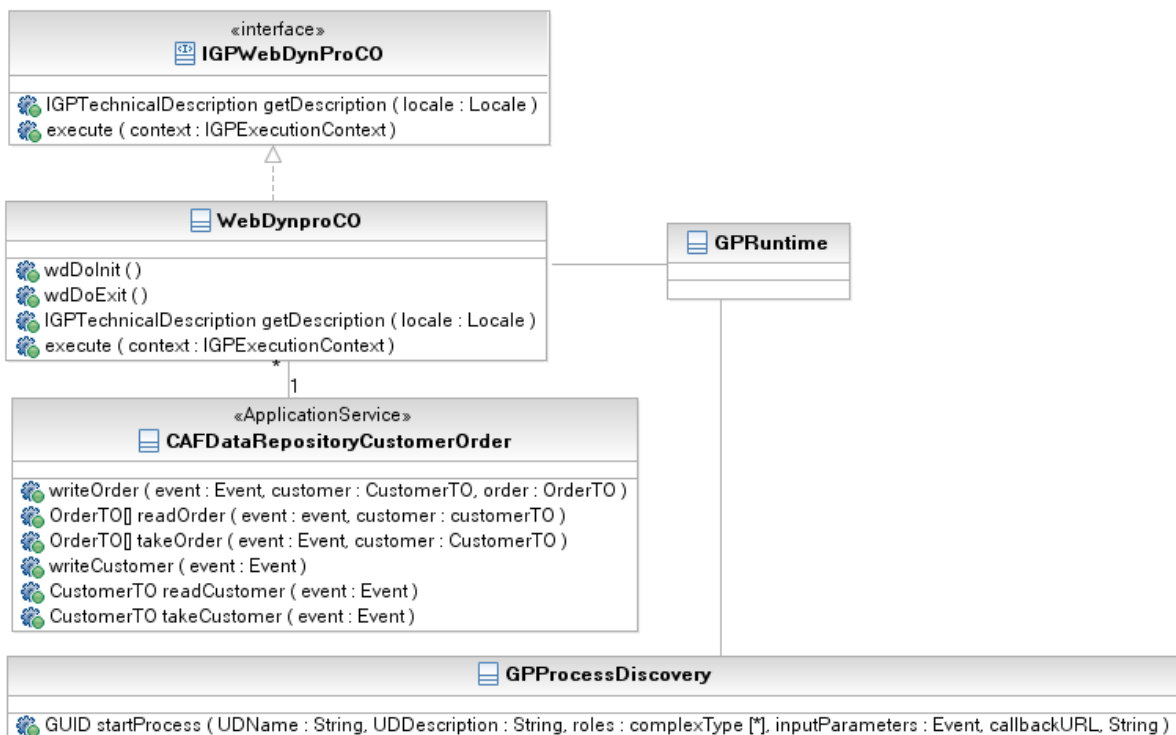 «interface»
IGPWebDynProCO
IGPTechnicalDescription getDescription ( locale : Locale )
execute ( context : IGPExecutionContext )
WebDynproCO
wdDoInit ( )
wdDoExit ( )
IGPTechnicalDescription getDescription ( locale : Locale )
execute ( context : IGPExecutionContext )
GPRuntime
*
1
«ApplicationService»
CAFDataRepositoryCustomerOrder
writeOrder ( event : Event, customer : CustomerTO, order : OrderTO )
OrderTO[] readOrder ( event : event, customer : customerTO )
OrderTO[] takeOrder ( event : Event, customer : CustomerTO )
writeCustomer ( event : Event )
CustomerTO readCustomer ( event : Event )
CustomerTO takeCustomer ( event : Event )
GPProcessDiscovery
GUID startProcess ( UDName : String, UDDescription : String, roles : complexType [*], inputParameters : Event, callbackURL, String )